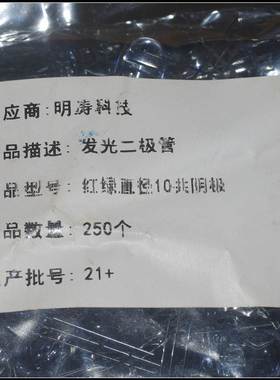 应商: 明涛科技
品描述: 发光二极管
品型号: 红绿直径10共阴极
品数量: 250个
产批号: 21+